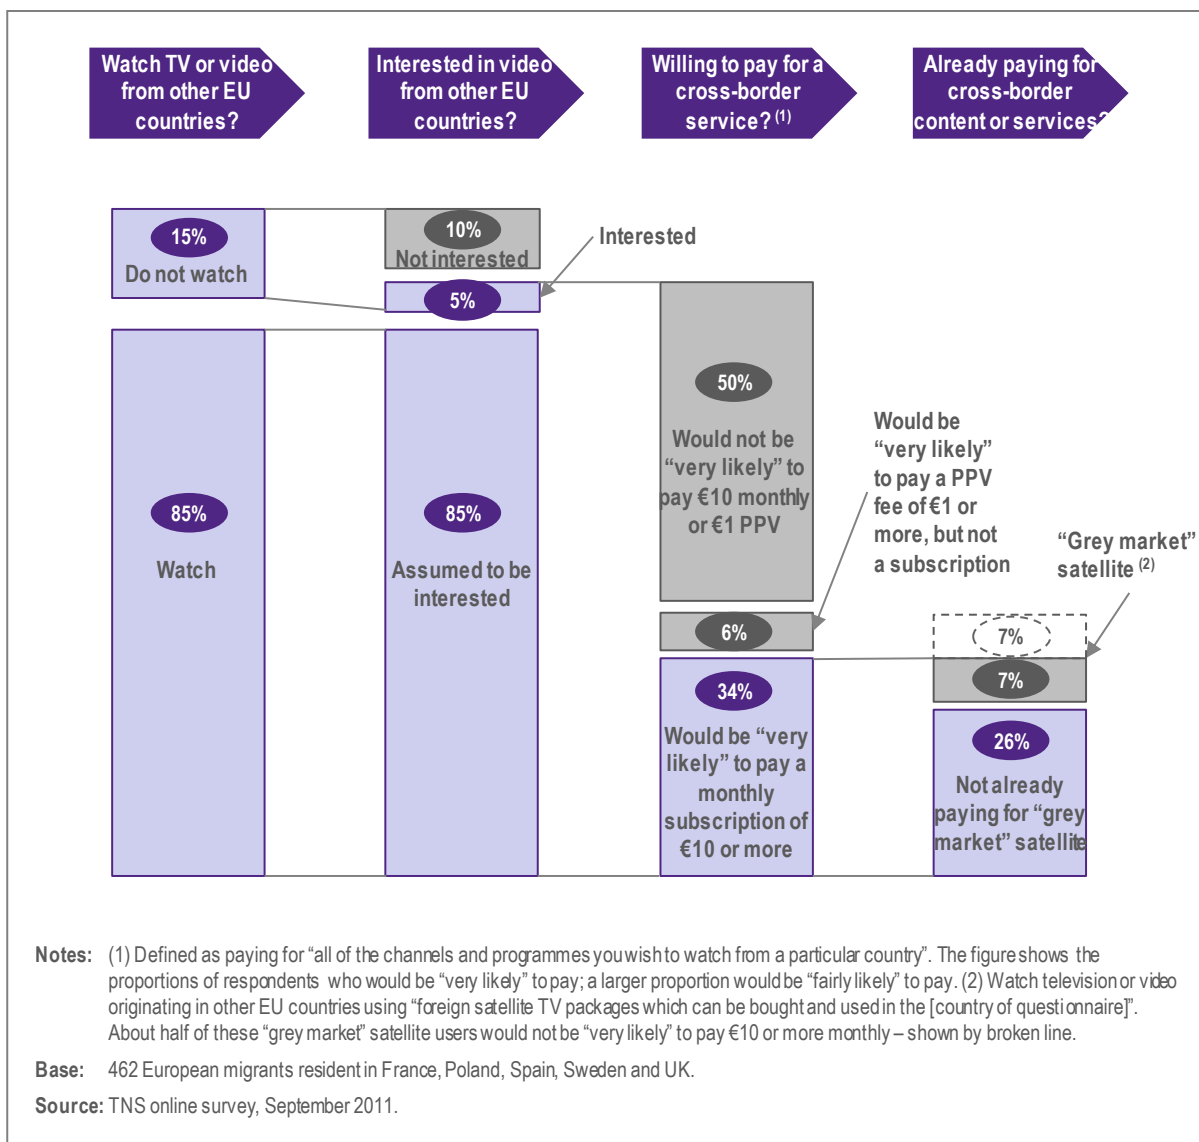 Watch TV or video
from other EU
countries?
Interested in video
from other EU
countries?
Willing to pay for a
cross-border
service? (1)
Already paying for
cross-border
content or services?
15%
Do not watch
10%
Not interested
Interested
5%
50%
Would not be
“very likely” to
pay €10 monthly
or €1 PPV
Would be
“very likely”
to pay a PPV
fee of €1 or
more, but not
a subscription
85%
Watch
85%
Assumed to be
interested
“Grey market”
satellite (2)
6%
7%
7%
34%
Would be “very
likely” to pay a
monthly
subscription of
€10 or more
26%
Not already
paying for “grey
market” satellite
Notes: (1) Defined as paying for “all of the channels and programmes you wish to watch from a particular country”. The figure shows the
proportions of respondents who would be “very likely” to pay; a larger proportion would be “fairly likely” to pay. (2) Watch television or video
originating in other EU countries using “foreign satellite TV packages which can be bought and used in the [country of questionnaire]”.
About half of these “grey market” satellite users would not be “very likely” to pay €10 or more monthly – shown by broken line.
Base: 462 European migrants resident in France, Poland, Spain, Sweden and UK.
Source: TNS online survey, September 2011.